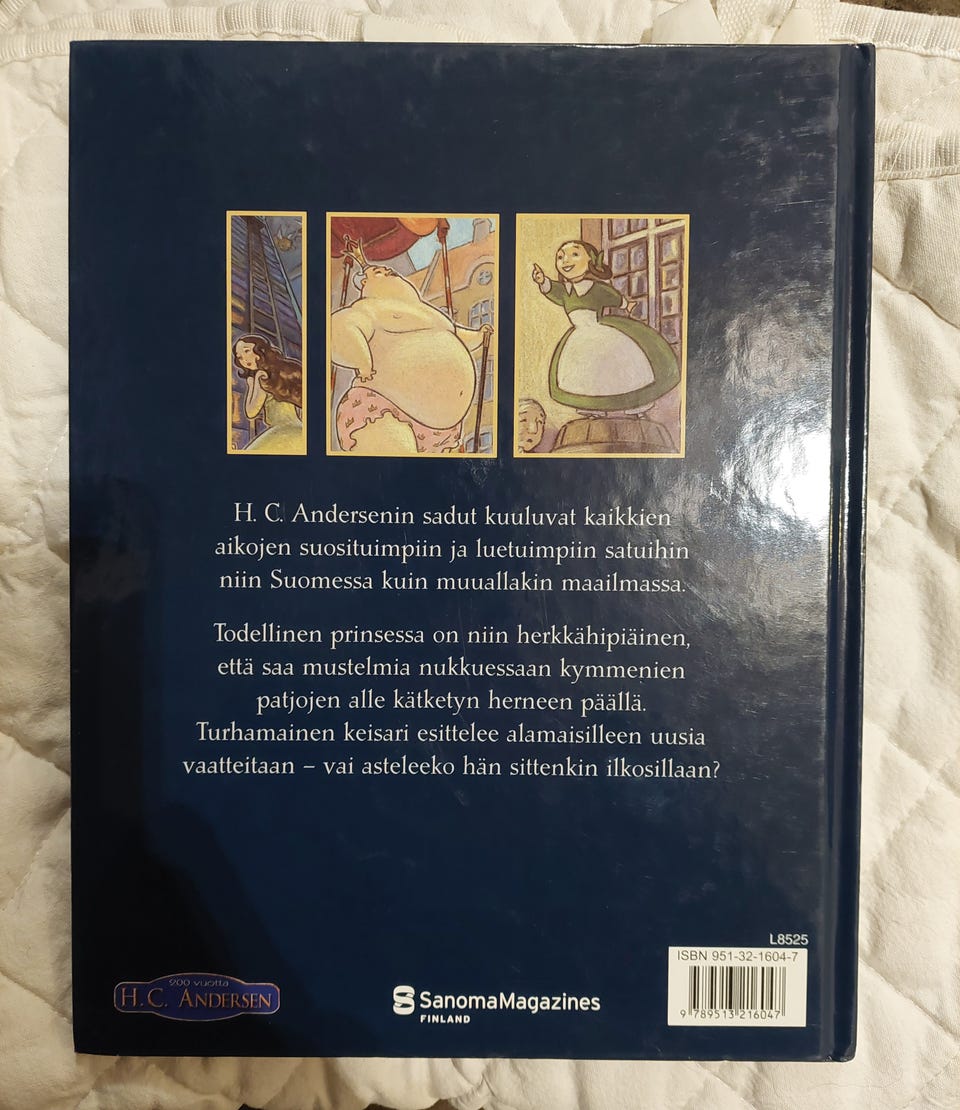 H. C. Andersenin sadut kuuluvat kaikkien
aikojen suosituimpiin ja luetuimpiin satuihin
niin Suomessa kuin muuallakin maailmassa.
Todellinen prinsessa on niin herkkähipiäinen,
että saa mustelmia nukkuessaan kymmenien
patjojen alle kätketyn herneen päällä.
Turhamainen keisari esittelee alamaisilleen uusia
vaatteitaan – vai asteleeko hän sittenkin ilkosillaan?
200 vuotta
H. C. ANDERSEN
SanomaMagazines
FINLAND
L8525
ISBN 951-32-1604-7
9 789513 216047